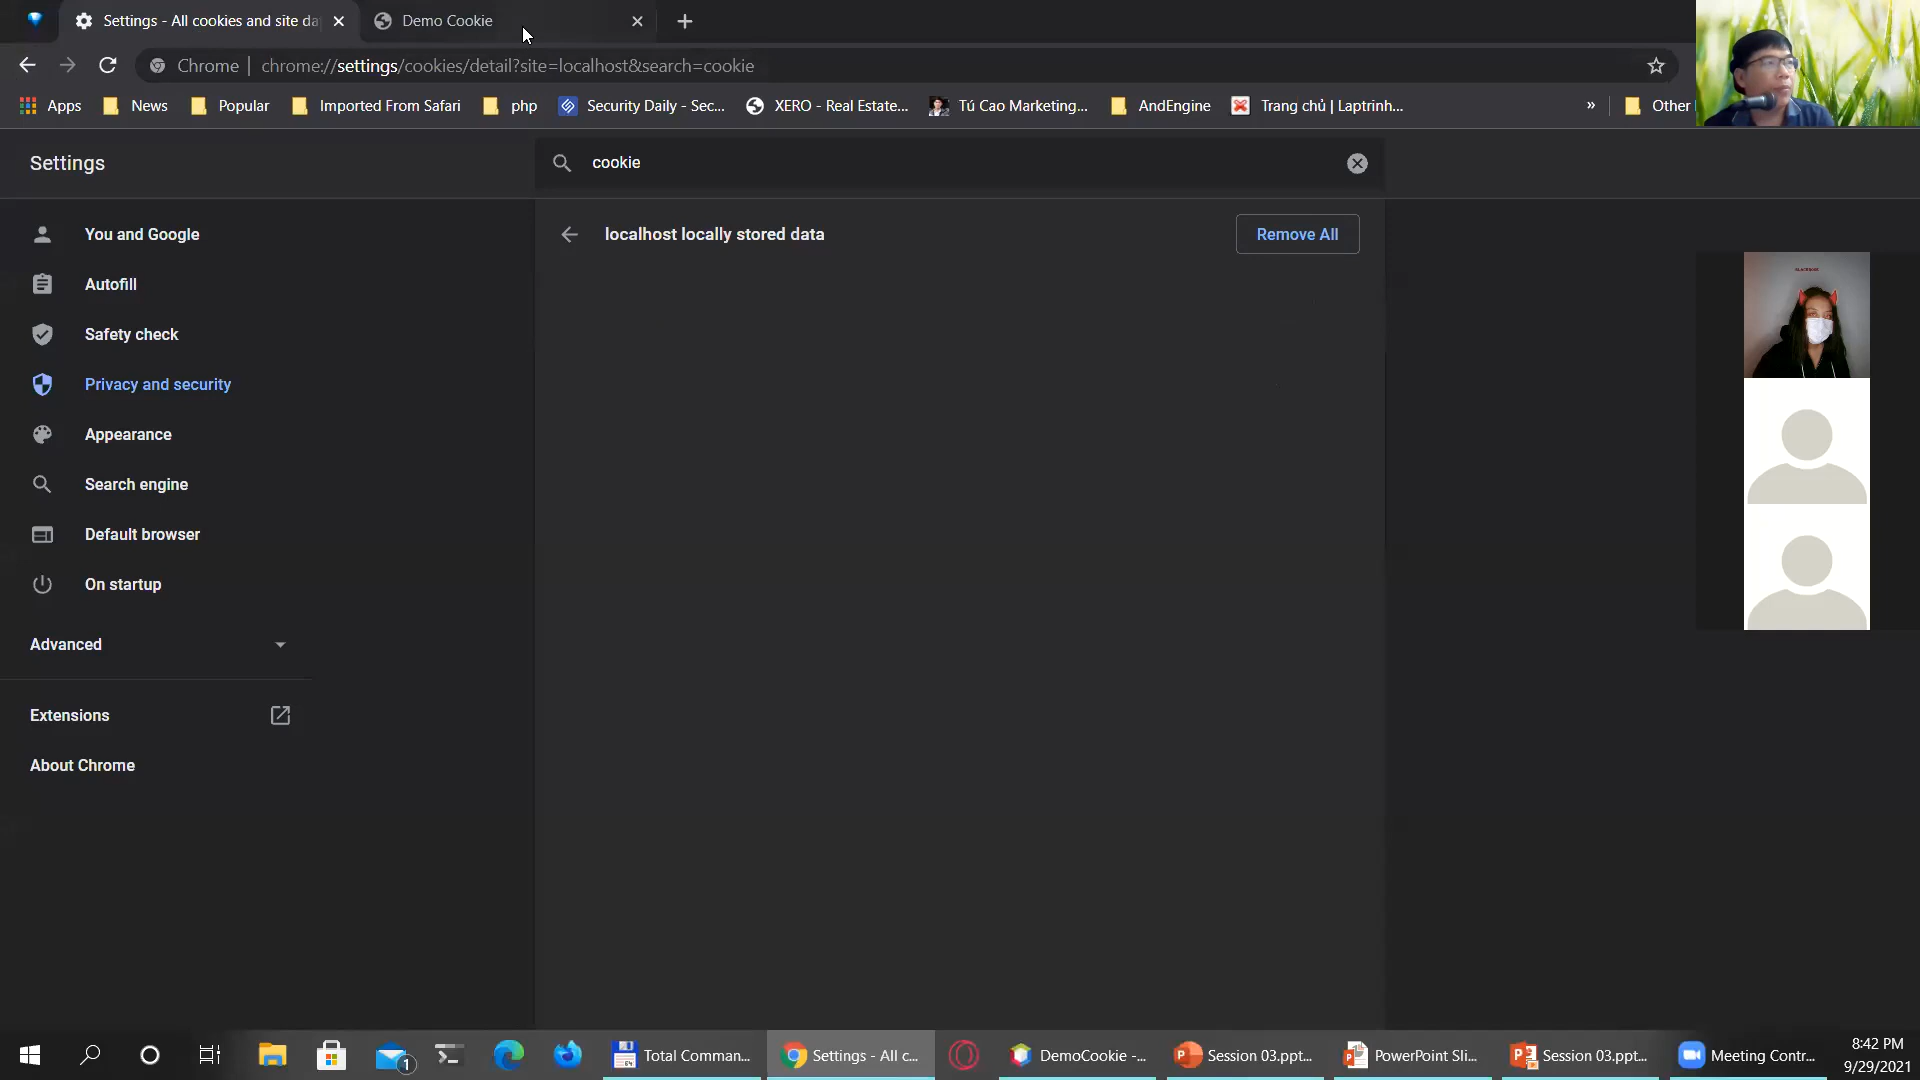 Settings - All cookies and site da
Demo Cookie
Chrome | chrome://settings/cookies/detail?site=localhost&search=cookie
Apps
News
Popular
Imported From Safari
php
Security Daily - Sec...
XERO - Real Estate...
Tú Cao Marketing...
AndEngine
Trang chủ | Laptrinh...
»
Other
Settings
cookie
You and Google
Autofill
Safety check
Privacy and security
Appearance
Search engine
Default browser
On startup
Advanced
Extensions
About Chrome
localhost locally stored data
Remove All
1
Total Comman...
Settings - All c...
DemoCookie -...
Session 03.ppt...
PowerPoint Sli...
Session 03.ppt...
Meeting Contr...
8:42 PM
9/29/2021